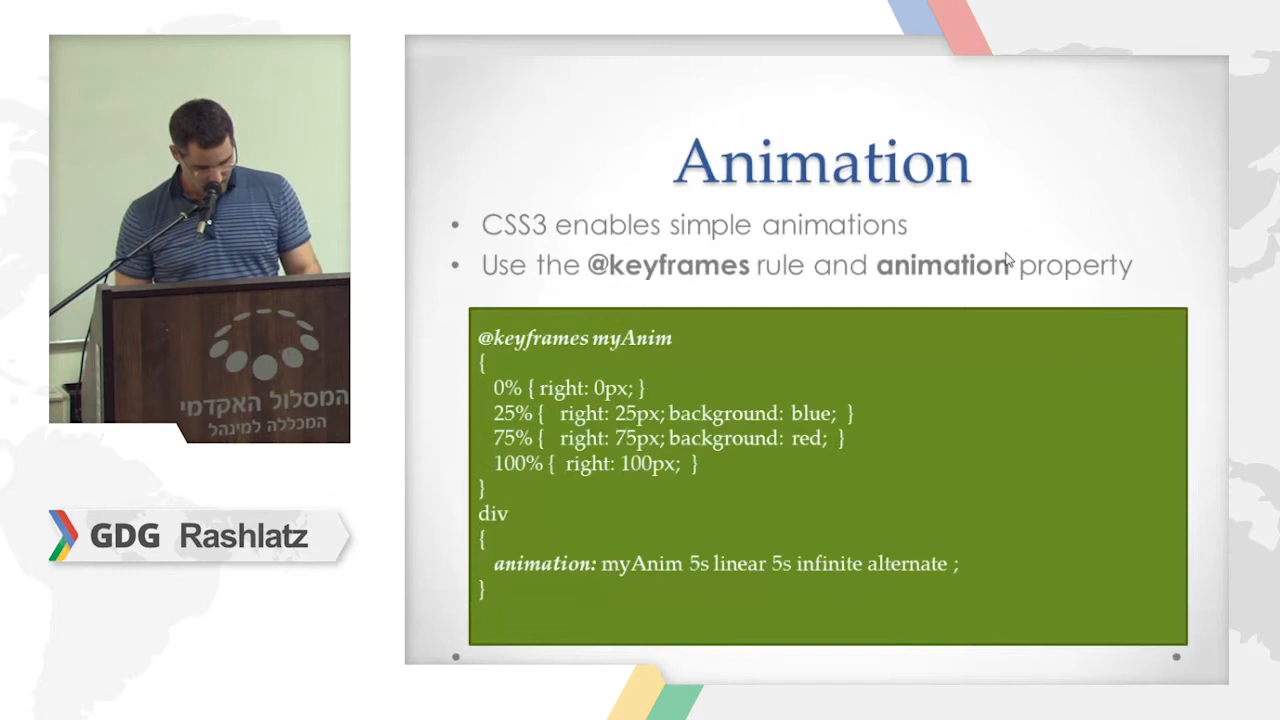 Animation
• CSS3 enables simple animations
• Use the @keyframes rule and animation property
@keyframes myAnim
{
0% { right: 0px; }
25% { right: 25px; background: blue; }
75% { right: 75px; background: red; }
100% { right: 100px; }
}
div
{
animation: myAnim 5s linear 5s infinite alternate ;
}
המסלול האקדמי
המכללה למינהל
GDG Rashlatz